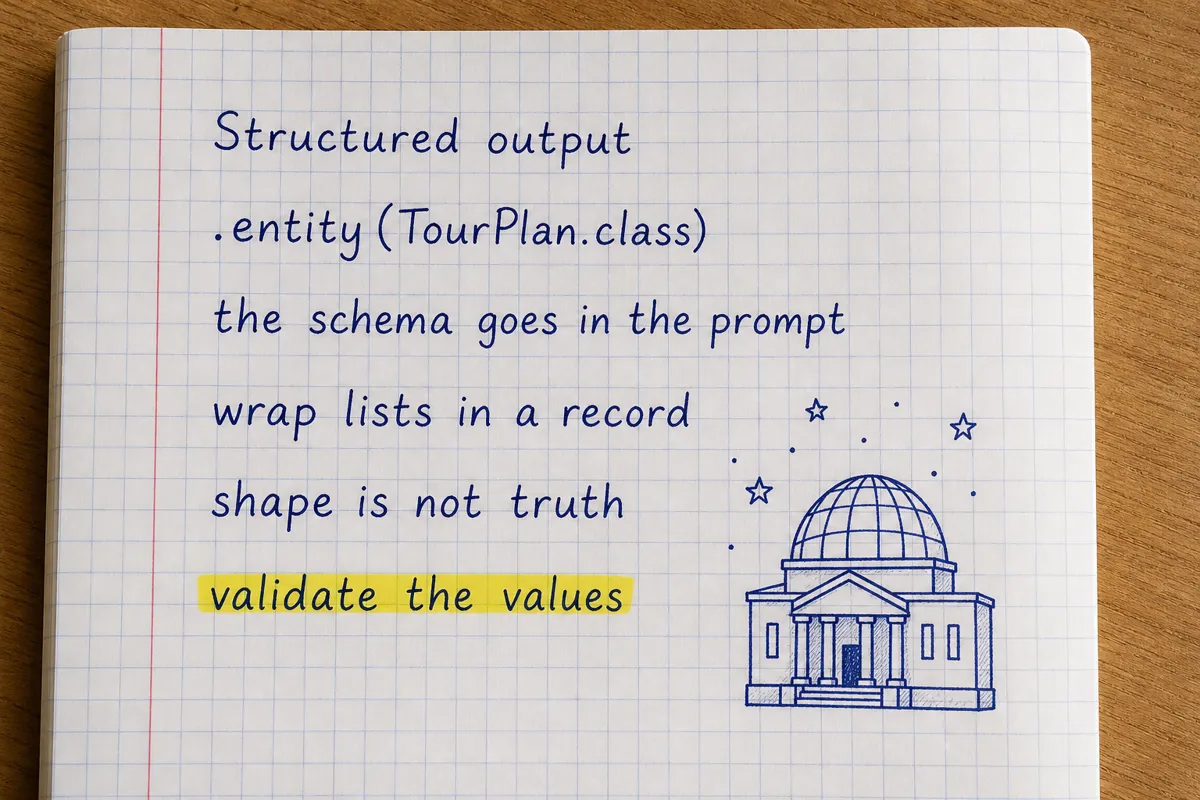 Structured output
.entity (TourPlan.class)
the schema goes in the prompt
wrap lists in a record
shape is not truth
validate the values